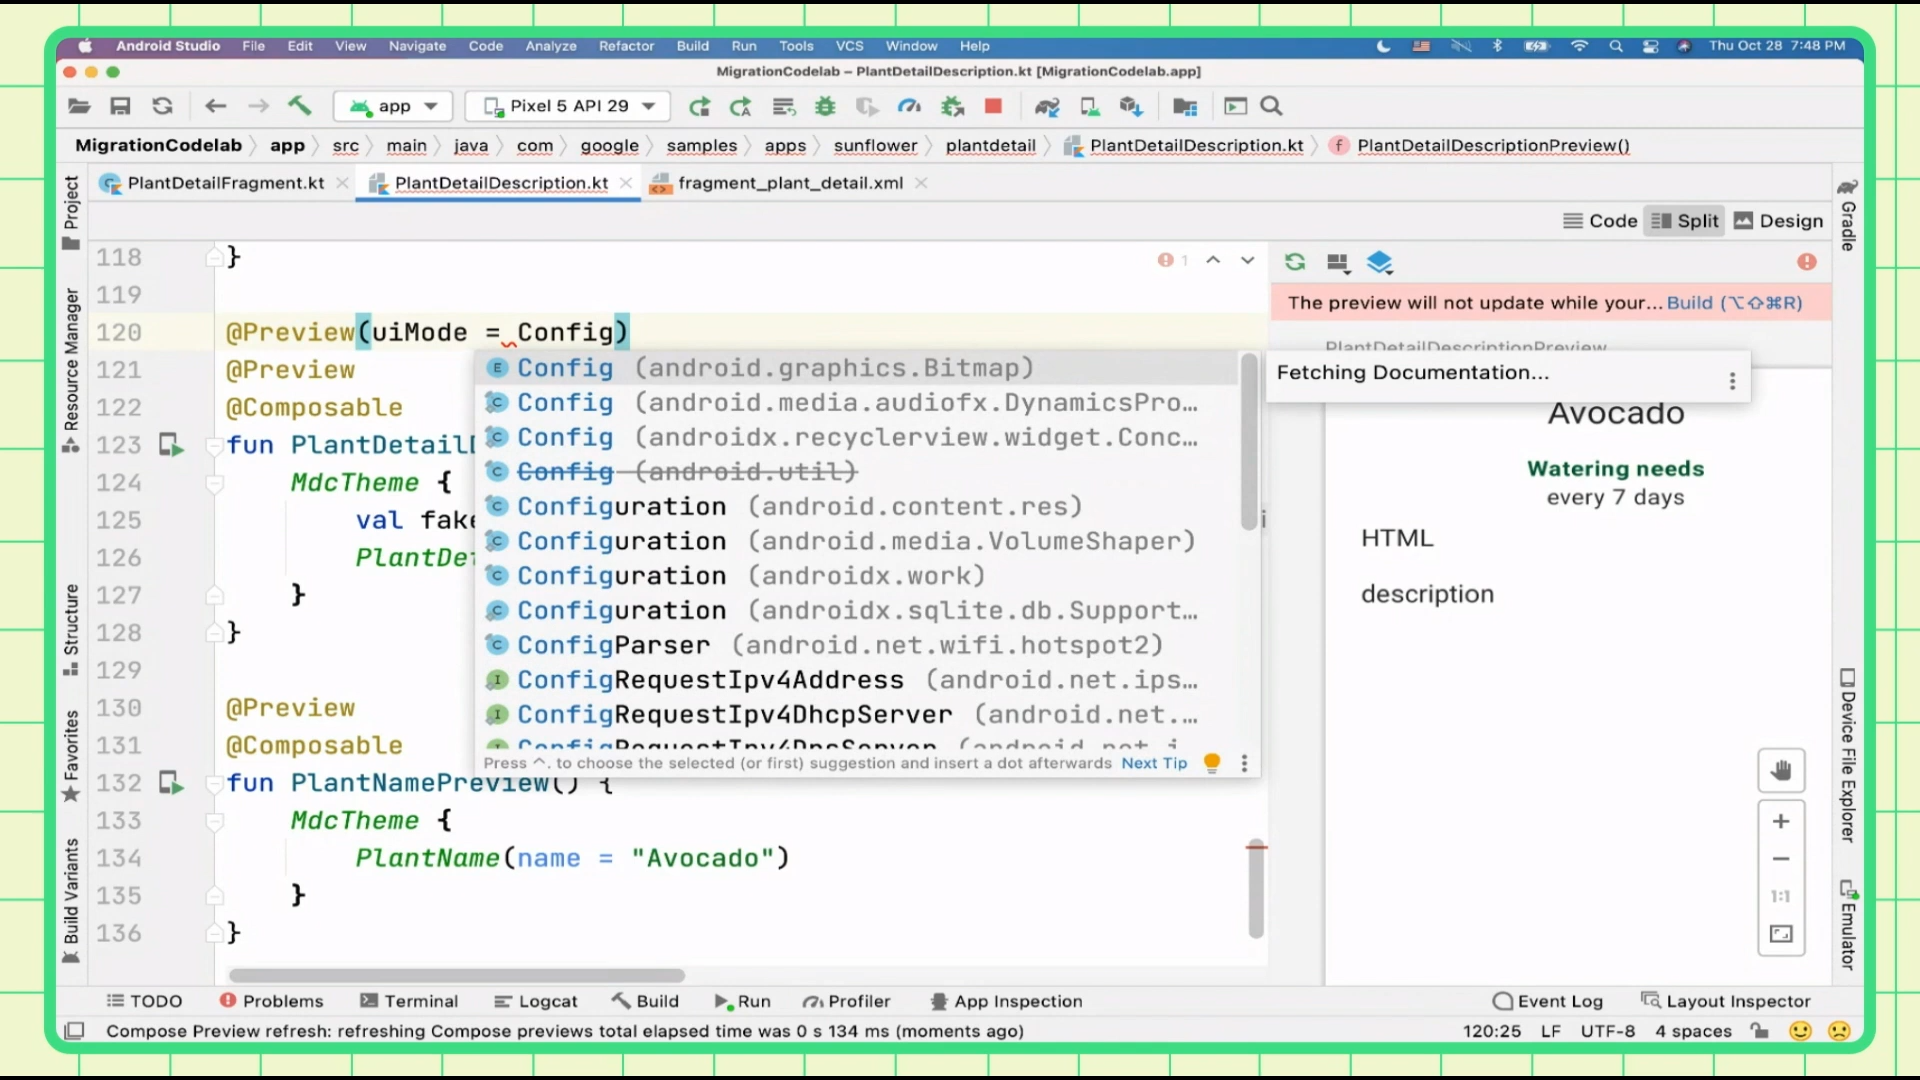 Android Studio File Edit View Navigate Code Analyze Refactor Build Run Tools VCS Window Help Thu Oct 28 7:48 PM
MigrationCodelab – PlantDetailDescription.kt [MigrationCodelab.app]
app Pixel 5 API 29
MigrationCodelab app src main java com google samples apps sunflower plantdetail PlantDetailDescription.kt f PlantDetailDescriptionPreview()
PlantDetailFragment.kt PlantDetailDescription.kt fragment_plant_detail.xml
Code Split Design
Project
Resource Manager
Structure
Favorites
Build Variants
118 }
1
119
120 @Preview(uiMode = Config)
121 @Preview
122 @Composable
123 fun PlantDetail
124 MdcTheme {
125 val fake
126 PlantDe
127 }
128 }
129
130 @Preview
131 @Composable
132 fun PlantNamePreview() {
133 MdcTheme {
134 PlantName(name = "Avocado")
135 }
136 }
E Config (android.graphics.Bitmap)
C Config (android.media.audiofx.DynamicsPro…
C Config (androidx.recyclerview.widget.Conc…
C Config (android.util)
C Configuration (android.content.res)
C Configuration (android.media.VolumeShaper)
C Configuration (androidx.work)
C Configuration (androidx.sqlite.db.Support…
C ConfigParser (android.net.wifi.hotspot2)
I ConfigRequestIpv4Address (android.net.ips…
I ConfigRequestIpv4DhcpServer (android.net.…
Press ^. to choose the selected (or first) suggestion and insert a dot afterwards Next Tip
The preview will not update while your... Build (⌥⇧⌘R)
PlantDetailDescriptionPreview
Fetching Documentation...
Avocado
Watering needs
every 7 days
HTML
description
1:1
Gradle
Device File Explorer
Emulator
TODO Problems Terminal Logcat Build Run Profiler App Inspection Event Log Layout Inspector
Compose Preview refresh: refreshing Compose previews total elapsed time was 0 s 134 ms (moments ago) 120:25 LF UTF-8 4 spaces